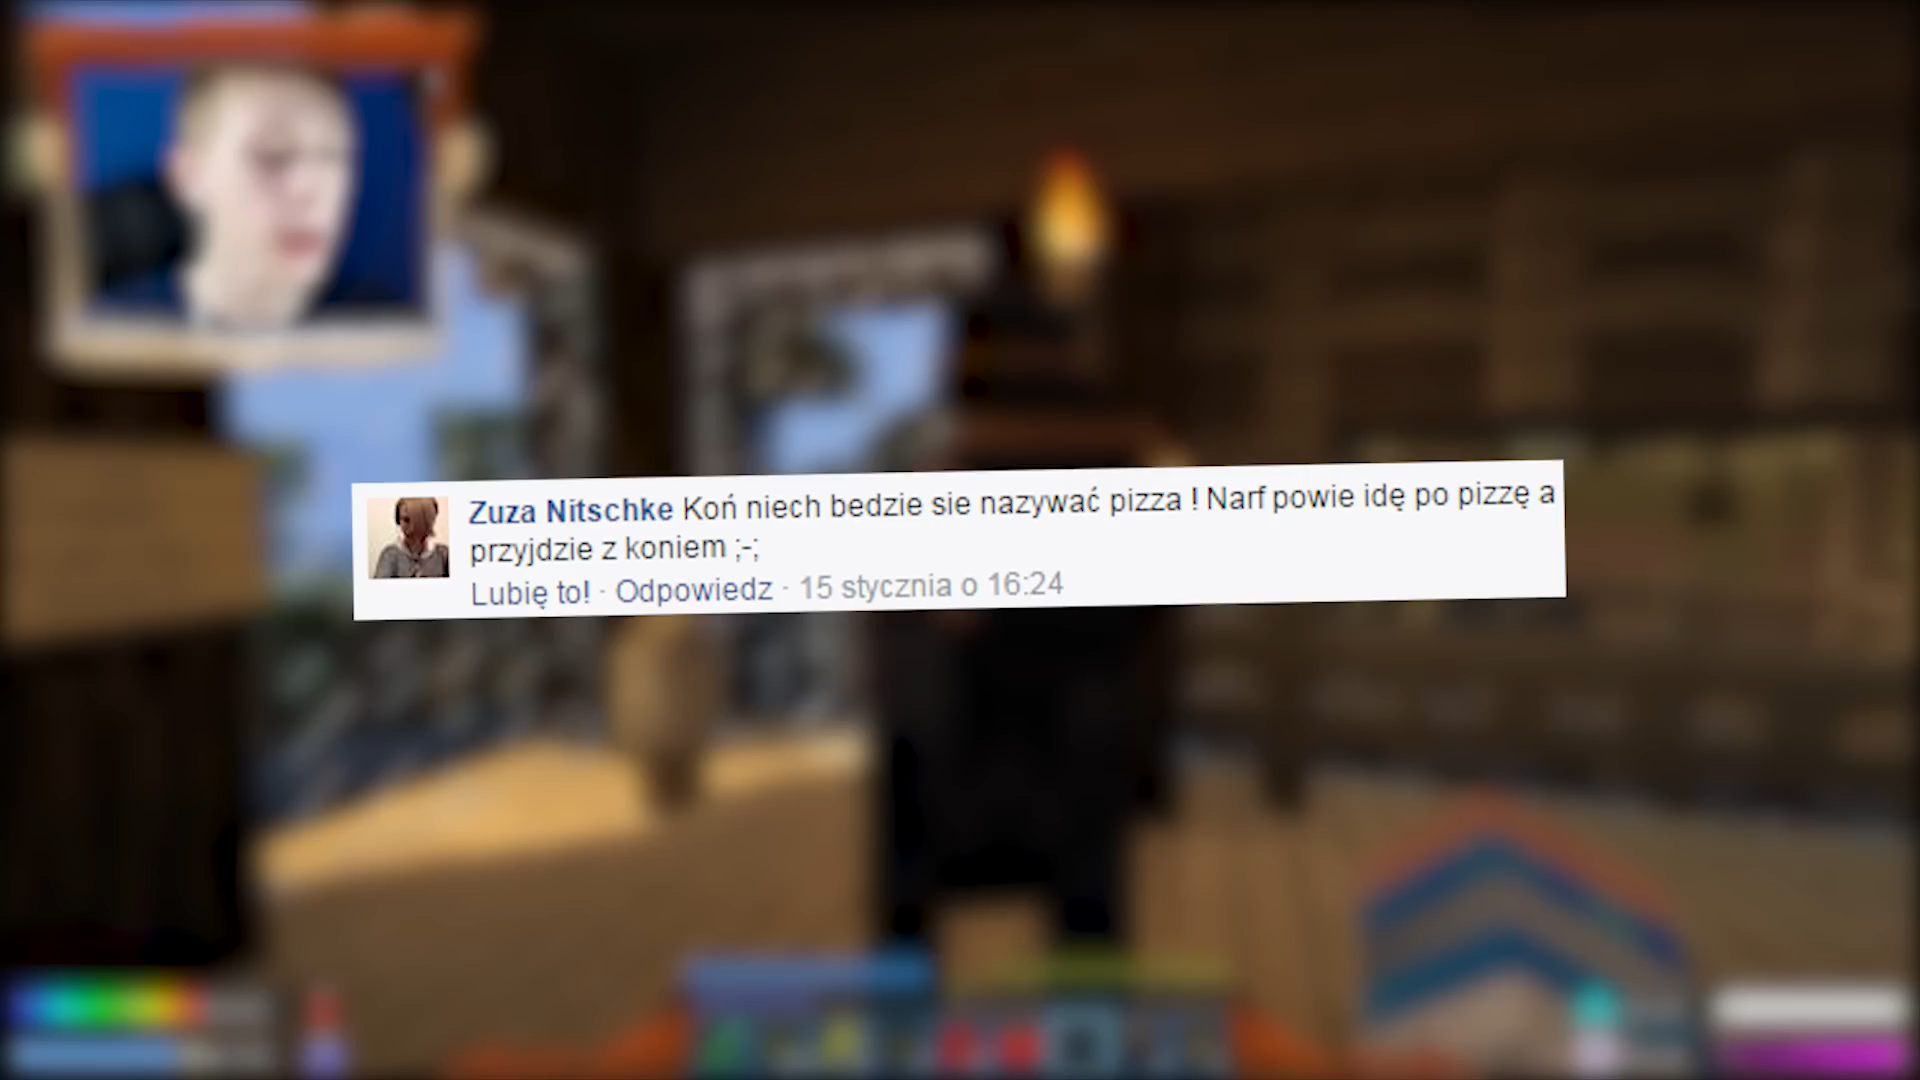 Zuza Nitschke Koń niech bedzie sie nazywać pizza ! Narf powie idę po pizzę a
przyjdzie z koniem ;-;
Lubię to! · Odpowiedz · 15 stycznia o 16:24